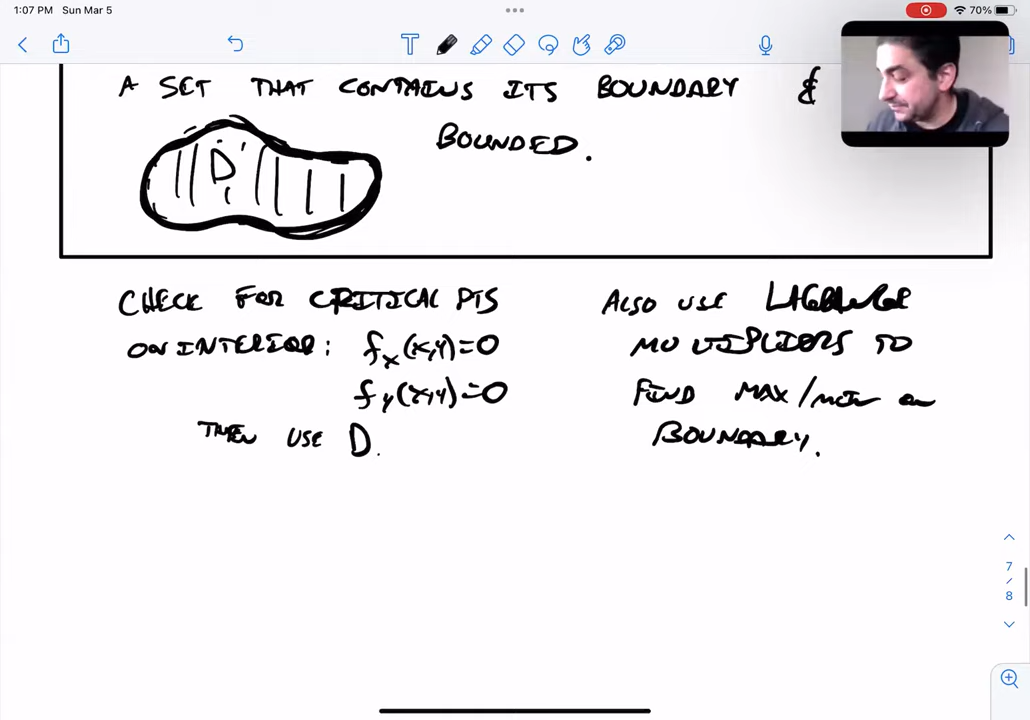 1:07 PM Sun Mar 5
70%
A SET THAT CONTAINS ITS BOUNDARY &
BOUNDED.
D
CHECK FOR CRITICAL PTS
ON INTERIOR: fx(x,y)=0
fy(x,y)=0
THEN USE D.
ALSO USE LAGRANGE
MULTIPLIERS TO
FIND MAX/MIN on
BOUNDARY.
7
/
8